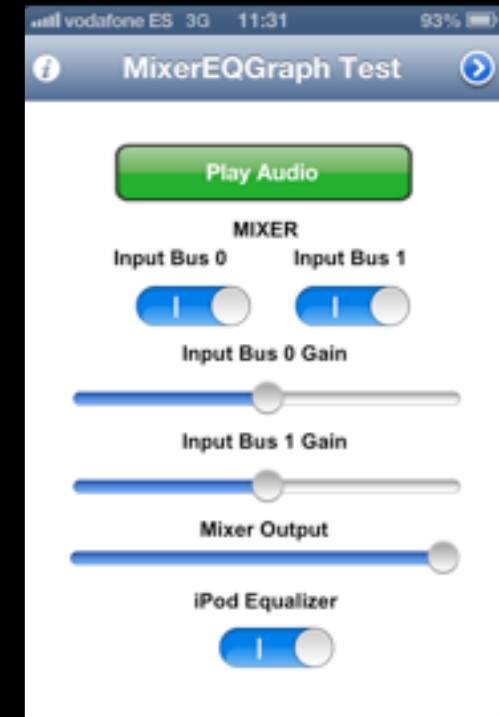 vodafone ES 3G 11:31 93%
MixerEQGraph Test
Play Audio
MIXER
Input Bus 0 Input Bus 1
Input Bus 0 Gain
Input Bus 1 Gain
Mixer Output
iPod Equalizer